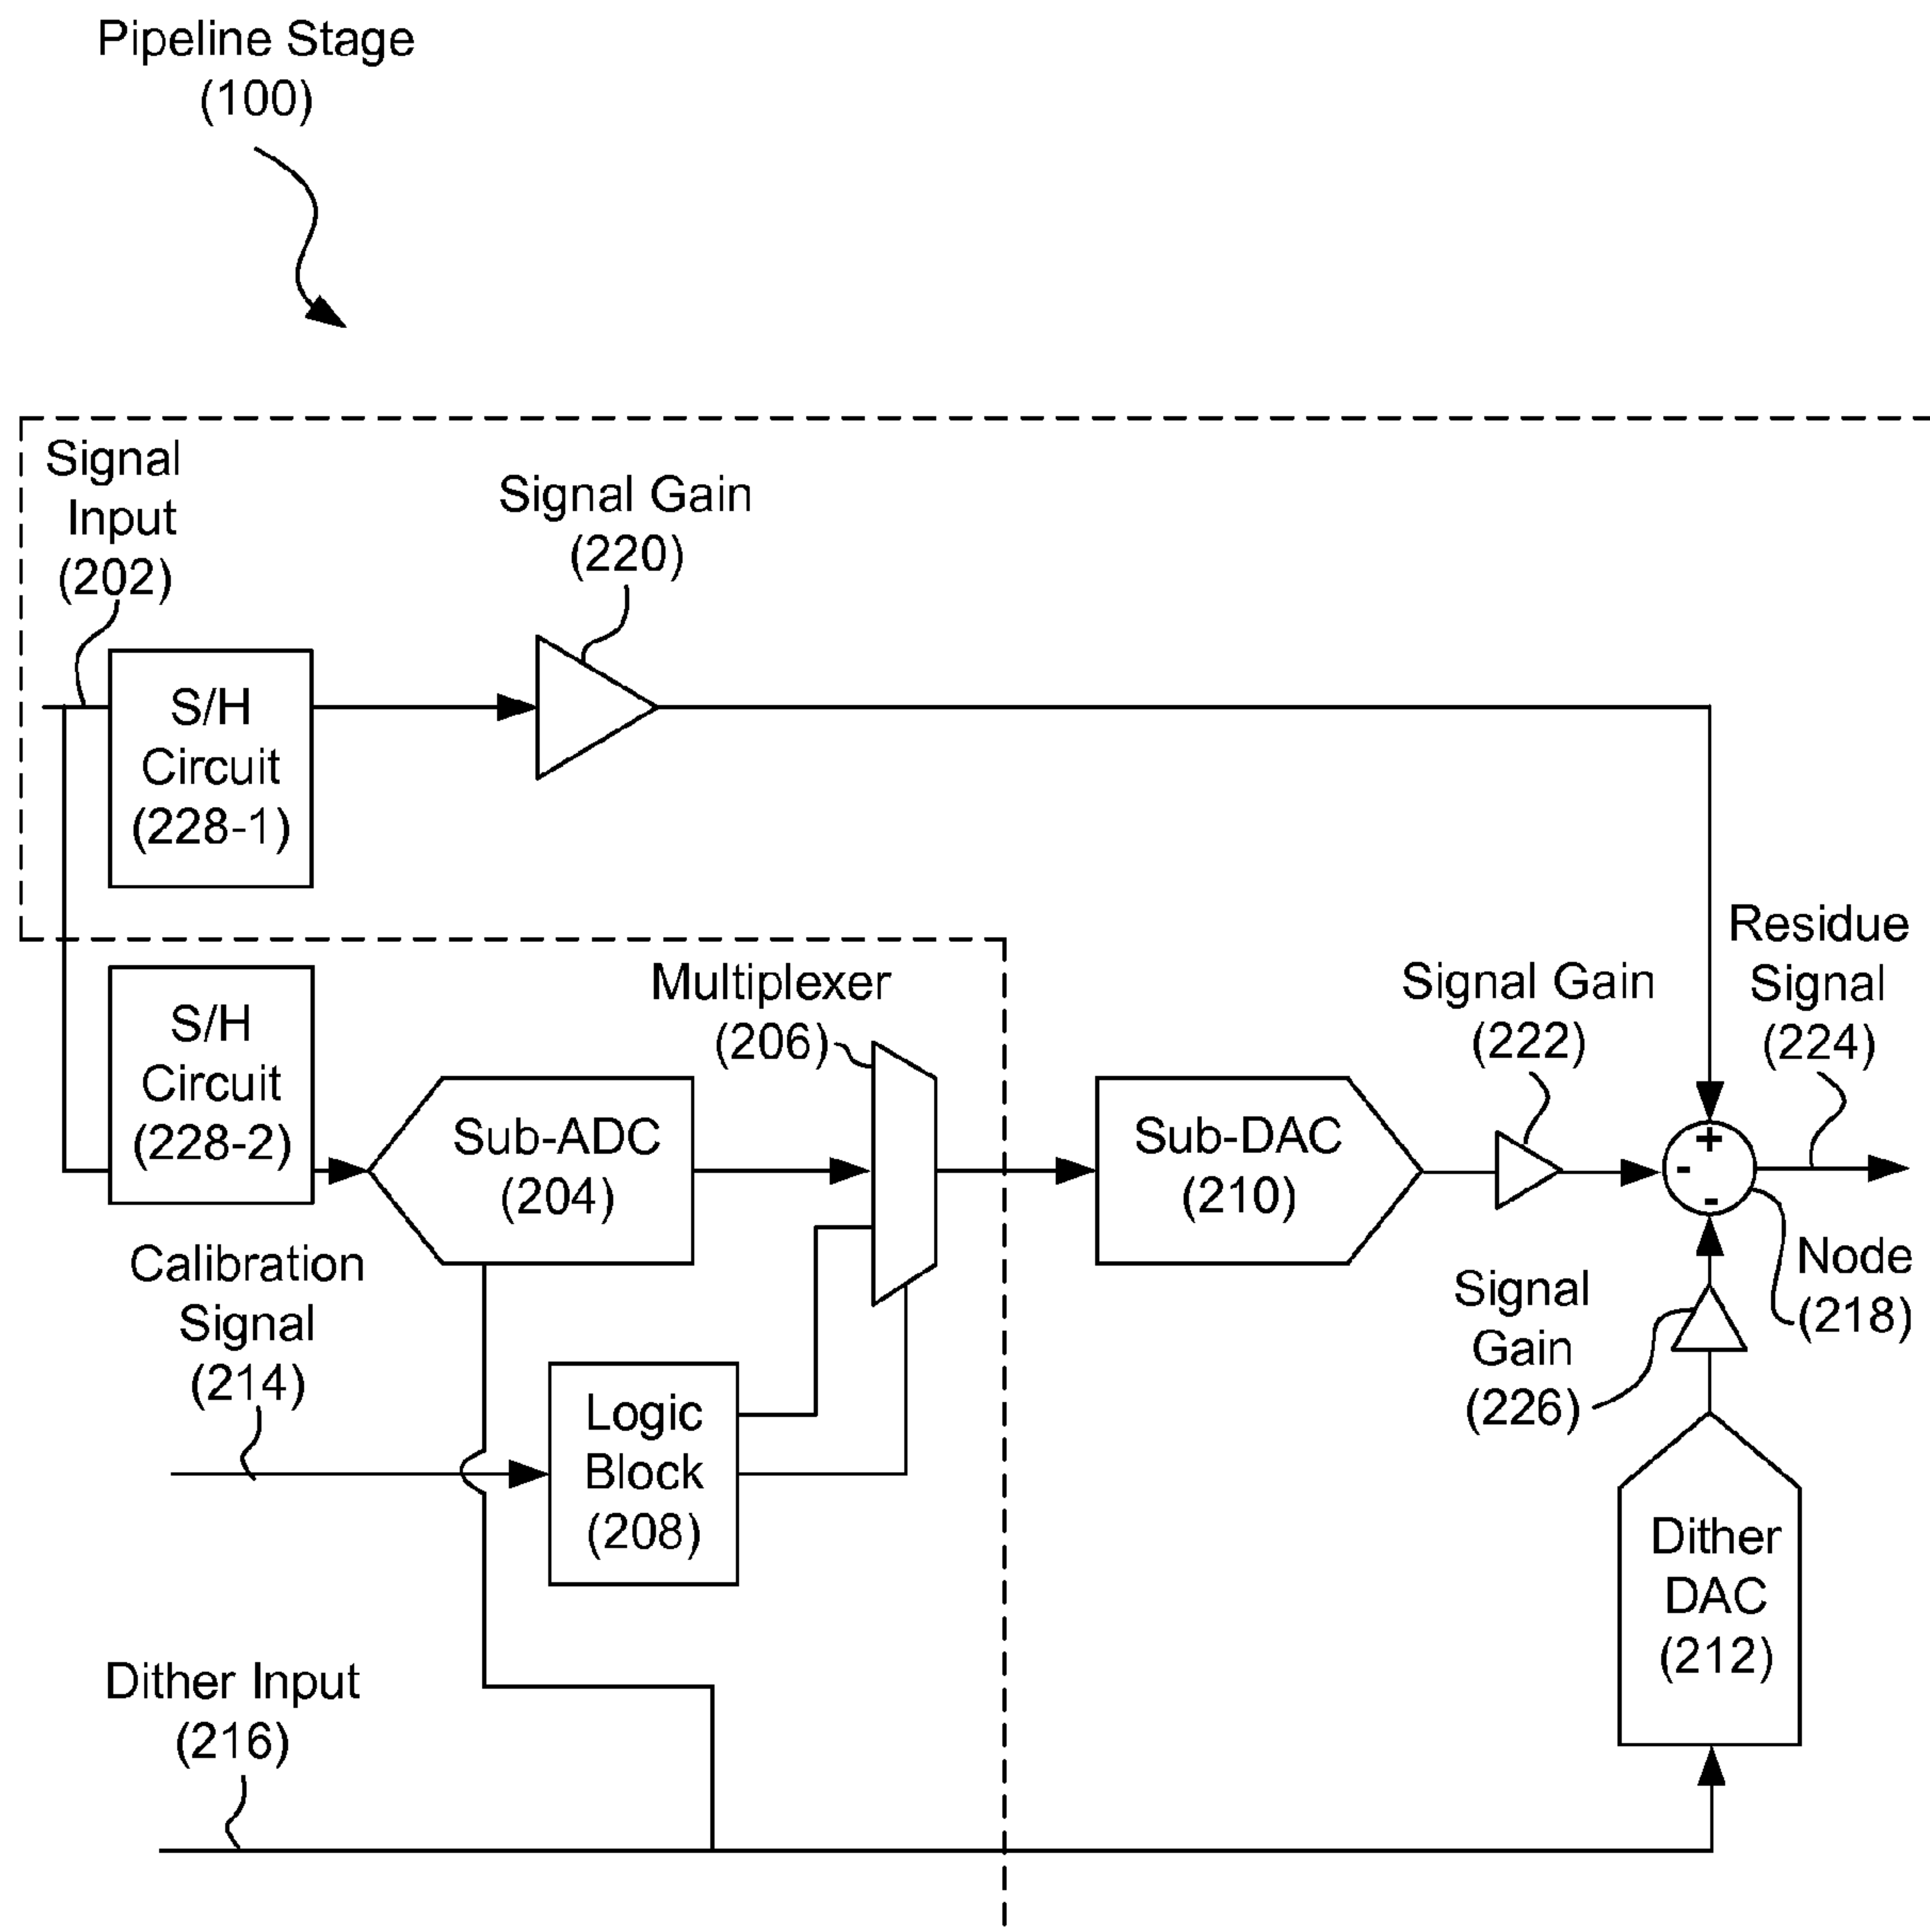 Pipeline Stage
(100)
Signal
Input
(202)
Signal Gain
(220)
S/H
Circuit
(228-1)
Residue
Signal
(224)
Multiplexer
(206)
Signal Gain
(222)
S/H
Circuit
(228-2)
Sub-ADC
(204)
Sub-DAC
(210)
+
-
-
Node
(218)
Calibration
Signal
(214)
Signal
Gain
(226)
Logic
Block
(208)
Dither
DAC
(212)
Dither Input
(216)